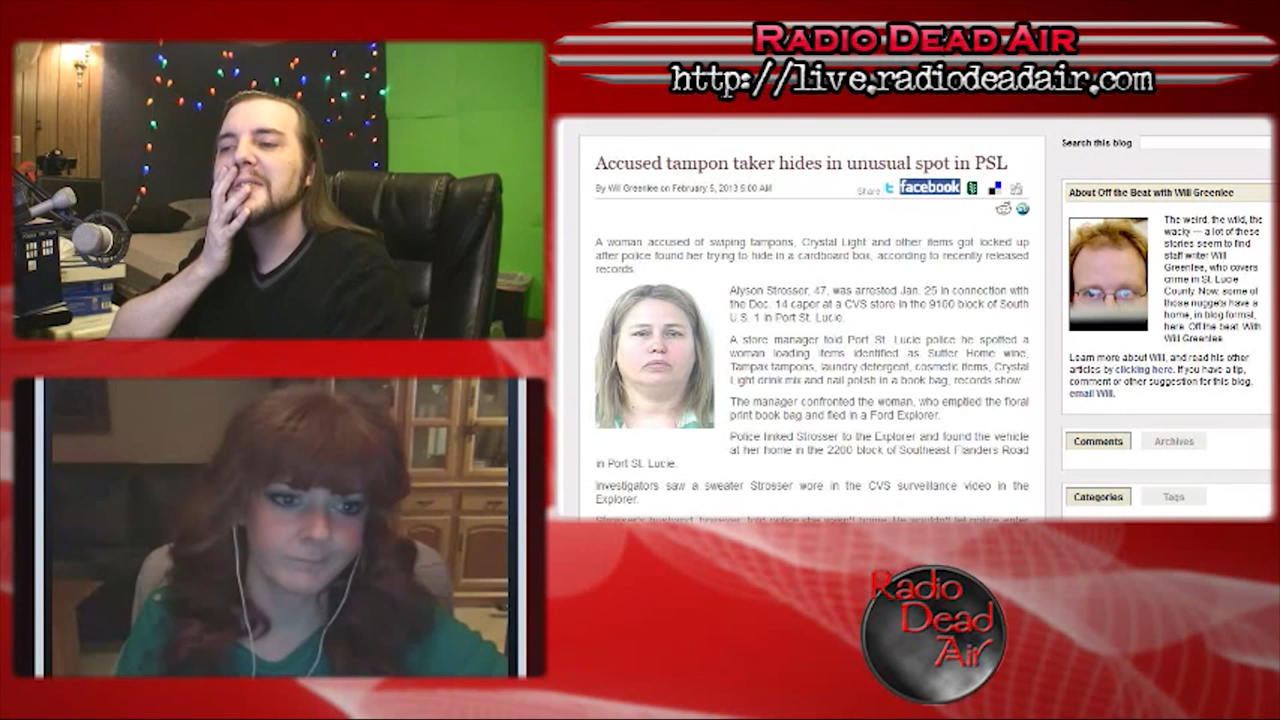 RADIO DEAD AIR
http://live.radiodeadair.com
Accused tampon taker hides in unusual spot in PSL
By Will Greenlee on February 5, 2013 5:00 AM
Share
facebook
A woman accused of swiping tampons, Crystal Light and other items got locked up
after police found her trying to hide in a cardboard box, according to recently released
records.
Alyson Strosser, 47, was arrested Jan. 25 in connection with
the Dec. 14 caper at a CVS store in the 9100 block of South
U.S. 1 in Port St. Lucie.
A store manager told Port St. Lucie police he spotted a
woman loading items identified as Sutter Home wine,
Tampax tampons, laundry detergent, cosmetic items, Crystal
Light drink mix and nail polish in a book bag, records show.
The manager confronted the woman, who emptied the floral
print book bag and fled in a Ford Explorer.
Police linked Strosser to the Explorer and found the vehicle
at her home in the 2200 block of Southeast Flanders Road
in Port St. Lucie.
Investigators saw a sweater Strosser wore in the CVS surveillance video in the
Explorer.
Strosser's husband, however, told police she wasn't home. He wouldn't let police enter
Search this blog
About Off the Beat with Will Greenlee
The weird, the wild, the
wacky — a lot of these
stories seem to find
staff writer Will
Greenlee, who covers
crime in St. Lucie
County. Now, some of
those nuggets have a
home, in blog format,
here. Off the beat. With
Will Greenlee
Learn more about Will, and read his other
articles by clicking here. If you have a tip,
comment or other suggestion for this blog,
email Will.
Comments
Archives
Categories
Tags
Radio
Dead
Air